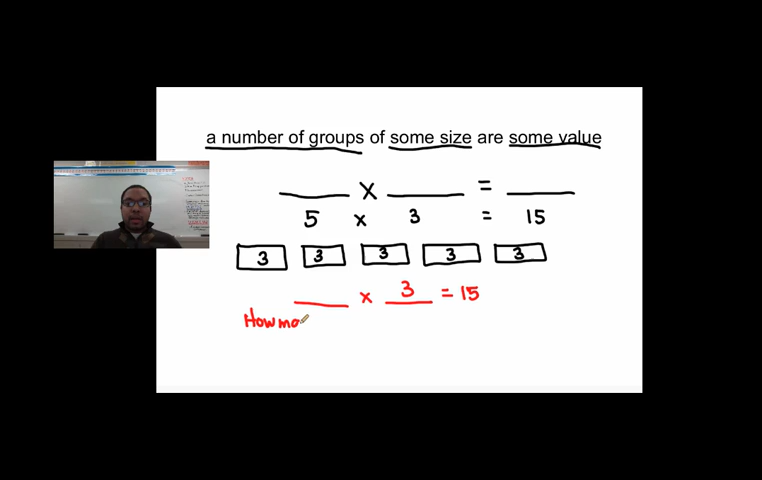 a number of groups of some size are some value
___ X ___ = ___
5 x 3 = 15
3 3 3 3 3
___ x 3 = 15
How ma